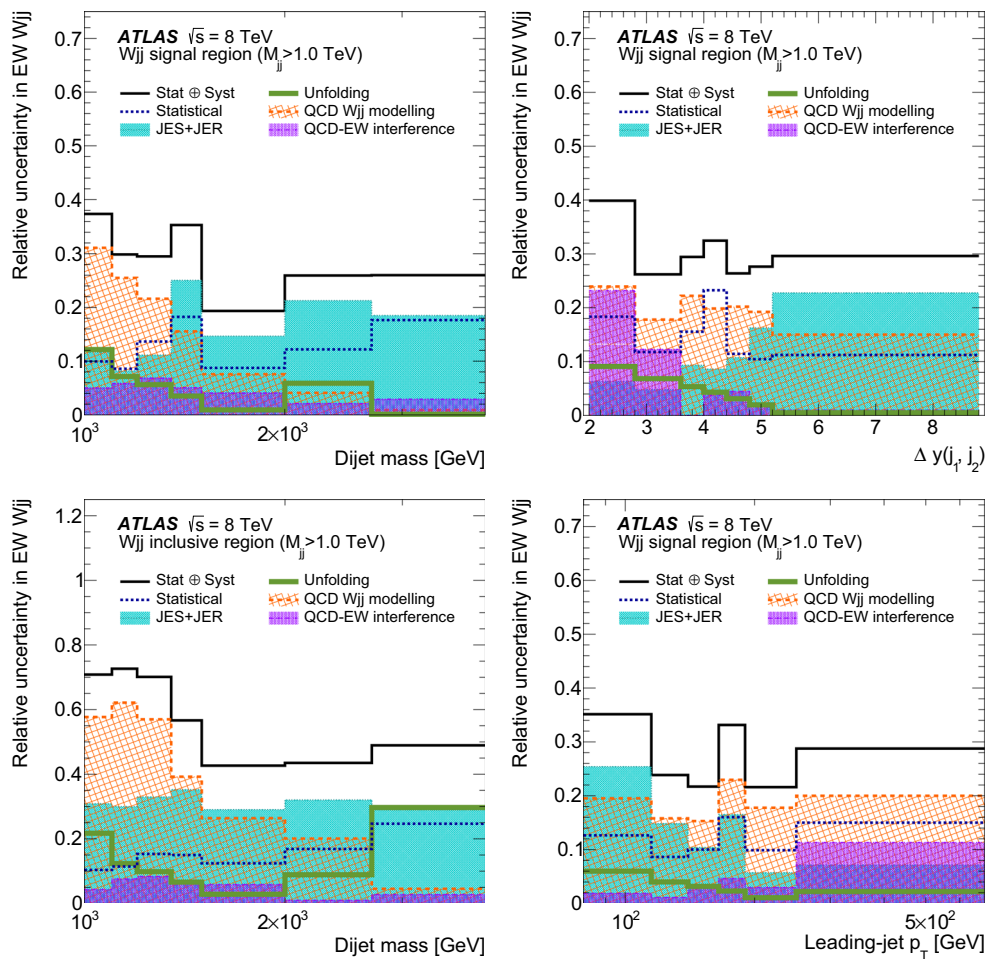 Relative uncertainty in EW Wjj
0.7
0.6
0.5
0.4
0.3
0.2
0.1
0
ATLAS √s = 8 TeV
Wjj signal region (Mjj>1.0 TeV)
Stat ⊕ Syst
Statistical
JES+JER
Unfolding
QCD Wjj modelling
QCD-EW interference
10³ 2×10³
Dijet mass [GeV]
Relative uncertainty in EW Wjj
0.7
0.6
0.5
0.4
0.3
0.2
0.1
0
ATLAS √s = 8 TeV
Wjj signal region (Mjj>1.0 TeV)
Stat ⊕ Syst
Statistical
JES+JER
Unfolding
QCD Wjj modelling
QCD-EW interference
2 3 4 5 6 7 8
Δ y(j₁, j₂)
Relative uncertainty in EW Wjj
1.2
1
0.8
0.6
0.4
0.2
0
ATLAS √s = 8 TeV
Wjj inclusive region (Mjj>1.0 TeV)
Stat ⊕ Syst
Statistical
JES+JER
Unfolding
QCD Wjj modelling
QCD-EW interference
10³ 2×10³
Dijet mass [GeV]
Relative uncertainty in EW Wjj
0.7
0.6
0.5
0.4
0.3
0.2
0.1
0
ATLAS √s = 8 TeV
Wjj signal region (Mjj>1.0 TeV)
Stat ⊕ Syst
Statistical
JES+JER
Unfolding
QCD Wjj modelling
QCD-EW interference
10² 5×10²
Leading-jet p_T [GeV]